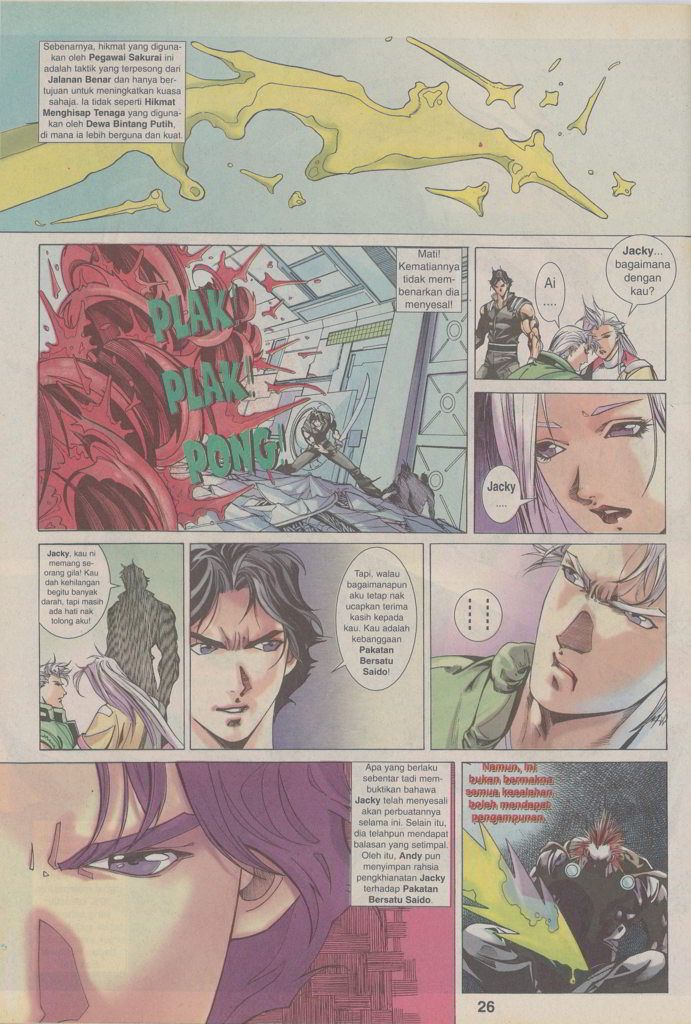 Sebenarnya, hikmat yang diguna-
kan oleh Pegawai Sakurai ini
adalah taktik yang terpesong dari
Jalanan Benar dan hanya ber-
tujuan untuk meningkatkan kuasa
sahaja. Ia tidak seperti Hikmat
Menghisap Tenaga yang diguna-
kan oleh Dewa Bintang Putih,
di mana ia lebih berguna dan kuat.
PLAK!
PLAK!
PONG!
Mati!
Kematiannya
tidak mem-
benarkan dia
menyesal!
Ai
....
Jacky...
bagaimana
dengan
kau?
Jacky
....
Jacky, kau ni
memang se-
orang gila! Kau
dah kehilangan
begitu banyak
darah, tapi masih
ada hati nak
tolong aku!
Tapi, walau
bagaimanapun
aku tetap nak
ucapkan terima
kasih kepada
kau. Kau adalah
kebanggaan
Pakatan
Bersatu
Saido!
Apa yang berlaku
sebentar tadi mem-
buktikan bahawa
Jacky telah menyesali
akan perbuatannya
selama ini. Selain itu,
dia telahpun mendapat
balasan yang setimpal.
Oleh itu, Andy pun
menyimpan rahsia
pengkhianatan Jacky
terhadap Pakatan
Bersatu Saido.
Namun, ini
bukan bermakna
semua kesalahan
boleh mendapat
pengampunan.
26